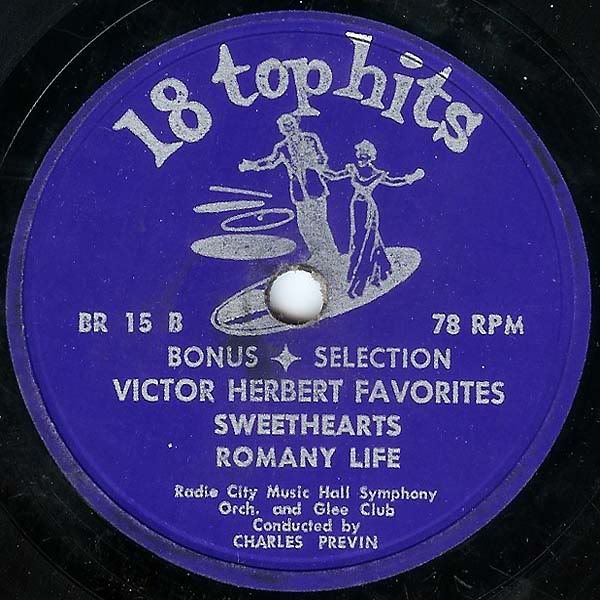 18 top hits
BR 15 B 78 RPM
BONUS SELECTION
VICTOR HERBERT FAVORITES
SWEETHEARTS
ROMANY LIFE
Radio City Music Hall Symphony
Orch. and Glee Club
Conducted by
CHARLES PREVIN